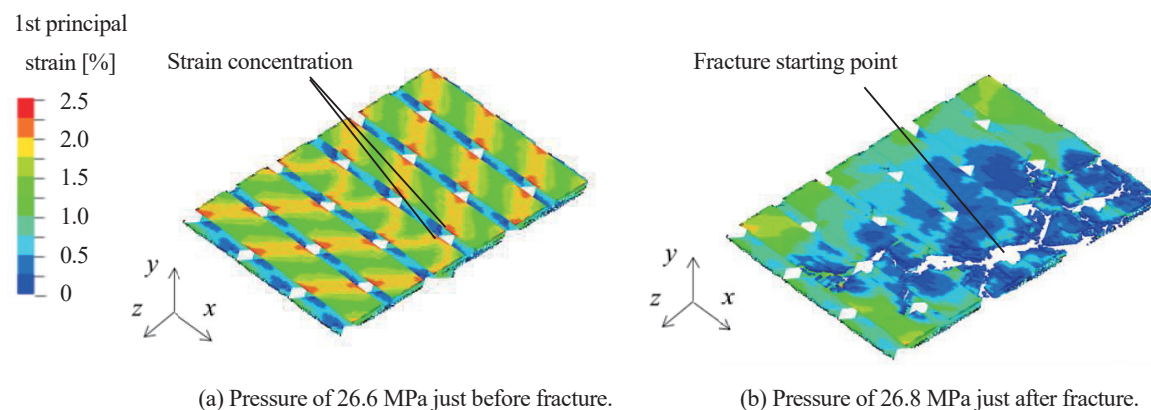 1st principal
strain [%]
2.5
2.0
1.5
1.0
0.5
0
Strain concentration
y
z
x
(a) Pressure of 26.6 MPa just before fracture.
Fracture starting point
y
z
x
(b) Pressure of 26.8 MPa just after fracture.